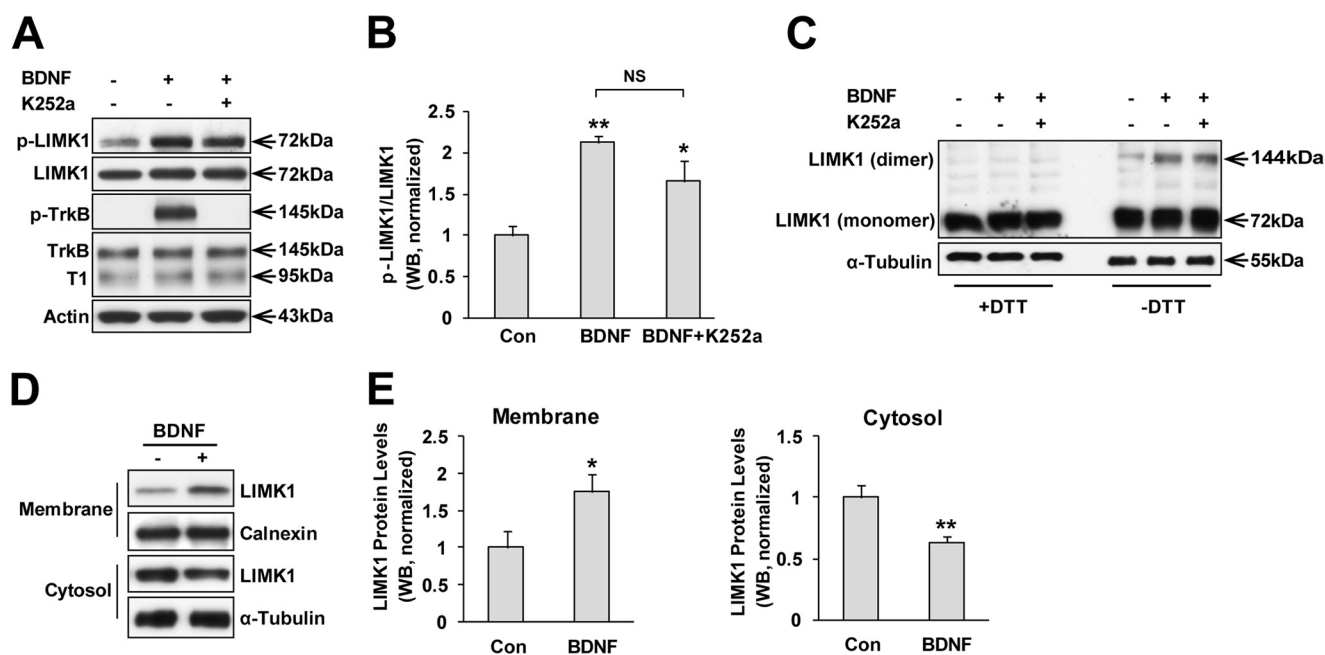 A
BDNF - + +
K252a - - +
p-LIMK1 72kDa
LIMK1 72kDa
p-TrkB 145kDa
TrkB 145kDa
T1 95kDa
Actin 43kDa
B
NS
p-LIMK1/LIMK1
(WB, normalized)
2.5
2
1.5
1
0.5
0
**
*
Con BDNF BDNF+K252a
C
BDNF - + + - + +
K252a - - + - - +
LIMK1 (dimer) 144kDa
LIMK1 (monomer) 72kDa
α-Tubulin 55kDa
+DTT -DTT
D
BDNF
- +
Membrane
LIMK1
Calnexin
Cytosol
LIMK1
α-Tubulin
E
Membrane
LIMK1 Protein Levels
(WB, normalized)
2.5
2
1.5
1
0.5
0
*
Con BDNF
Cytosol
LIMK1 Protein Levels
(WB, normalized)
1.5
1
0.5
0
**
Con BDNF